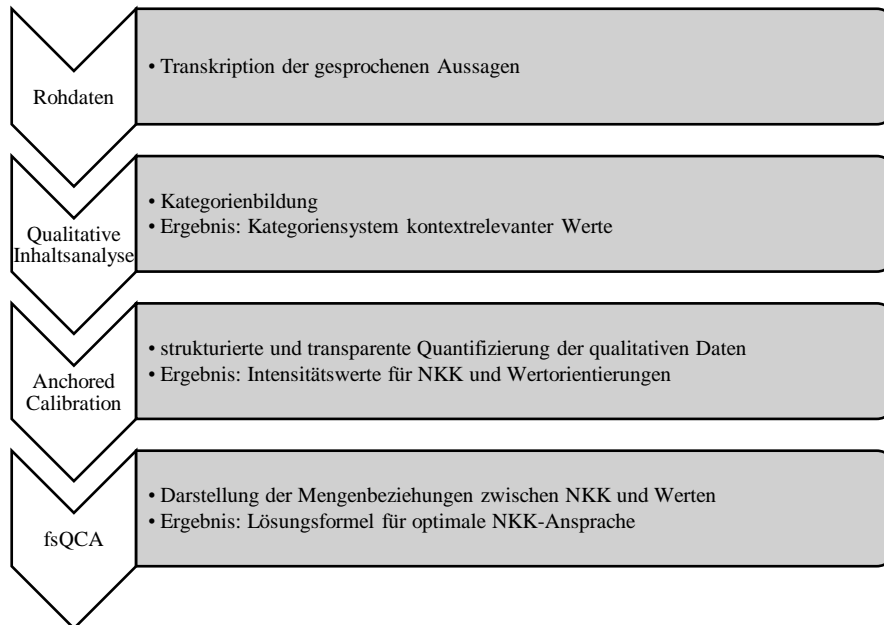 Rohdaten
• Transkription der gesprochenen Aussagen
Qualitative
Inhaltsanalyse
• Kategorienbildung
• Ergebnis: Kategoriensystem kontextrelevanter Werte
Anchored
Calibration
• strukturierte und transparente Quantifizierung der qualitativen Daten
• Ergebnis: Intensitätswerte für NKK und Wertorientierungen
fsQCA
• Darstellung der Mengenbeziehungen zwischen NKK und Werten
• Ergebnis: Lösungsformel für optimale NKK-Ansprache